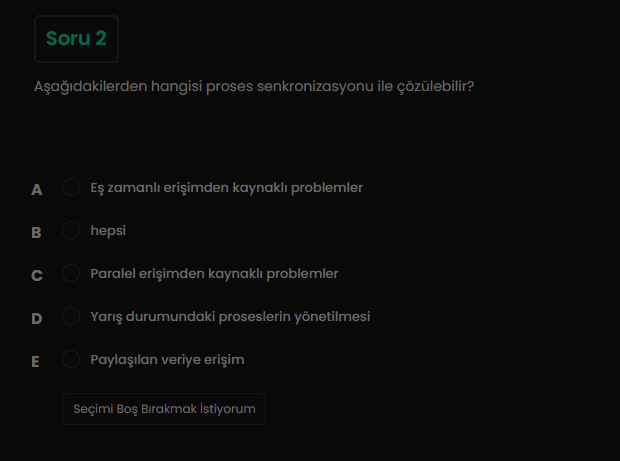 Soru 2
Aşağıdakilerden hangisi proses senkronizasyonu ile çözülebilir?
A Eş zamanlı erişimden kaynaklı problemler
B hepsi
C Paralel erişimden kaynaklı problemler
D Yarış durumundaki proseslerin yönetilmesi
E Paylaşılan veriye erişim
Seçimi Boş Bırakmak İstiyorum